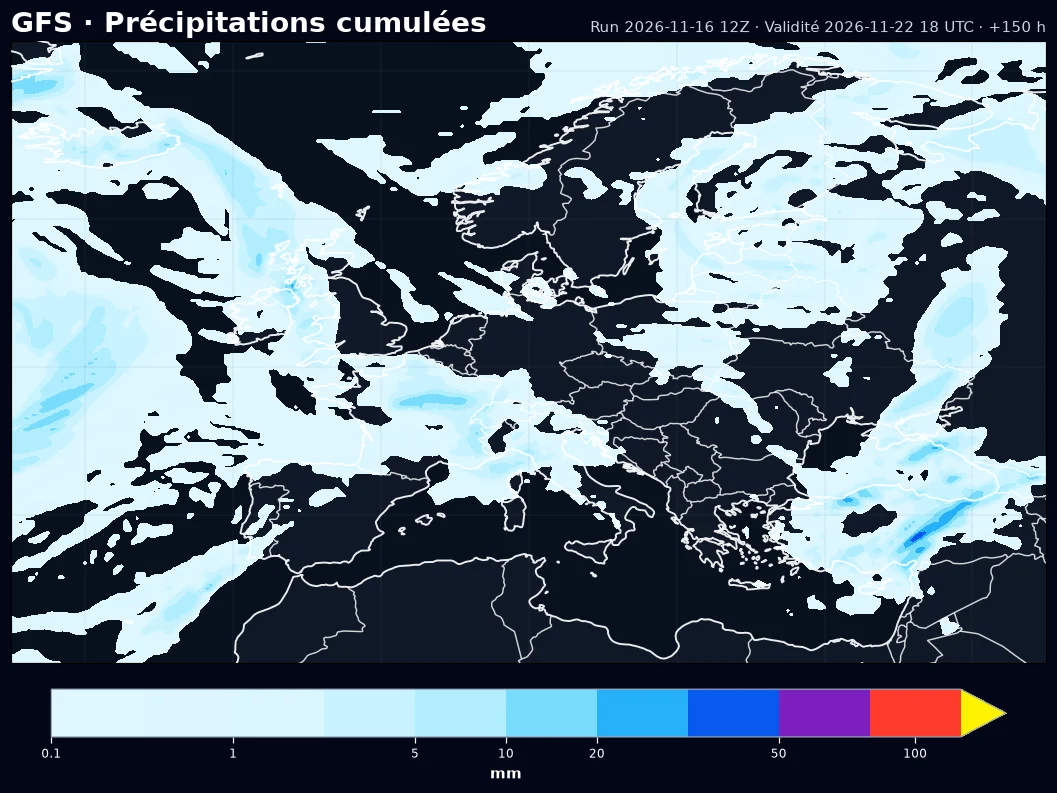 GFS · Précipitations cumulées
Run 2026-11-16 12Z · Validité 2026-11-22 18 UTC · +150 h
0.1 1 5 10 20 50 100
mm